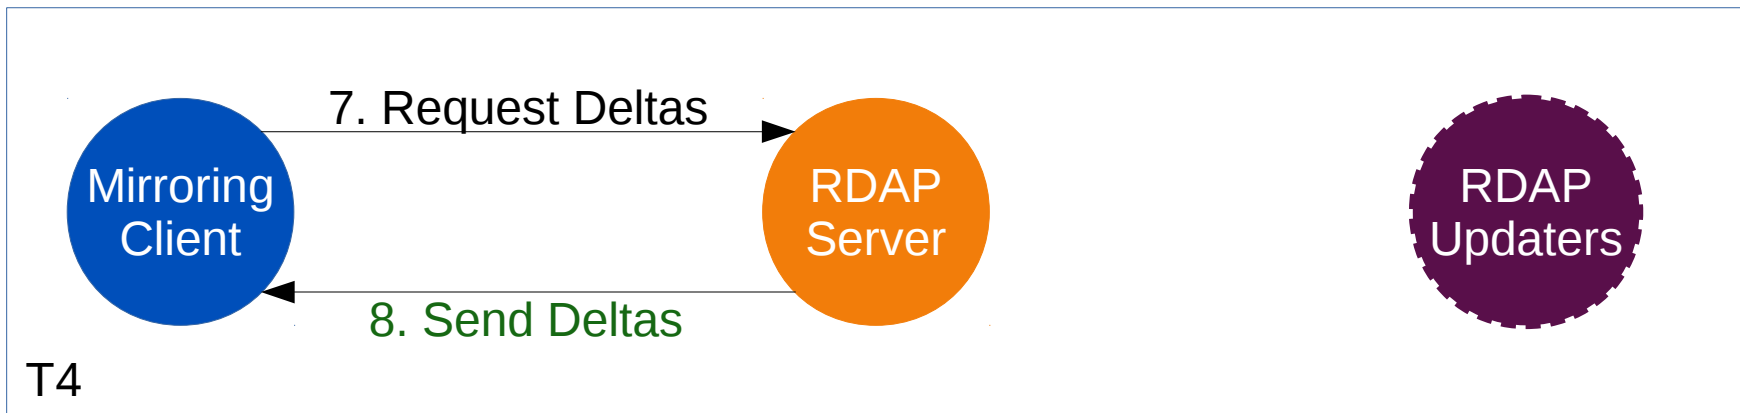 7. Request Deltas
Mirroring
Client
RDAP
Server
RDAP
Updaters
8. Send Deltas
T4